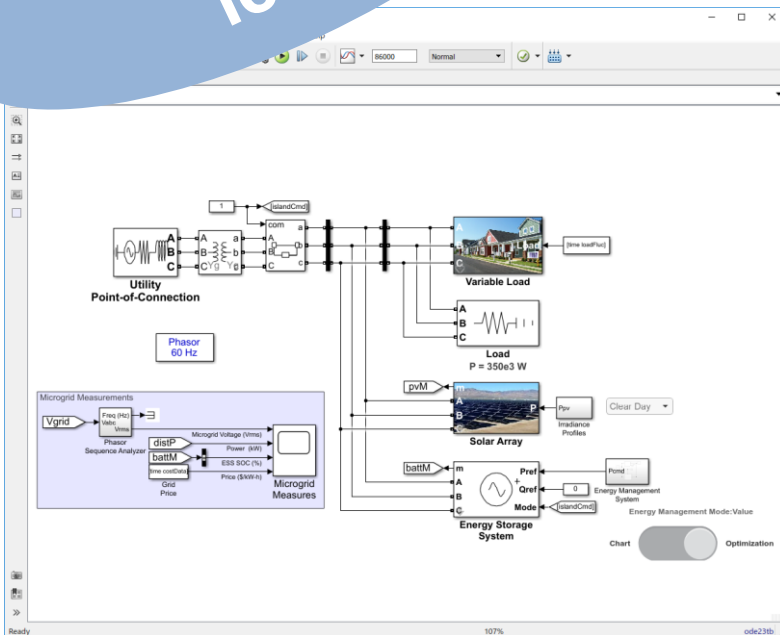 86000
Normal
1
[islandCmd]
com
A
B
C
A
B
C
Yg
a
b
c
Yg
A
B
C
a
b
c
Utility
Point-of-Connection
A
Load
Variable Load
[time loadFluc]
A
B
C
Load
P = 350e3 W
Phasor
60 Hz
pvM
m
A
B
C
P
Solar Array
Ppv
Irradiance
Profiles
Clear Day
Microgrid Measurements
Vgrid
Freq (Hz)
Vabc
Vrms
Phasor
Sequence Analyzer
Microgrid Voltage (Vrms)
distP
Power (kW)
battM
ESS SOC (%)
[time costData]
Price ($/kW-h)
Grid
Price
Microgrid
Measures
battM
m
A
B
C
Pref
Qref
Mode
Energy Storage
System
Pcmd
0
[islandCmd]
Energy Management
System
Energy Management Mode:Value
Chart
Optimization
Ready
107%
ode23tb